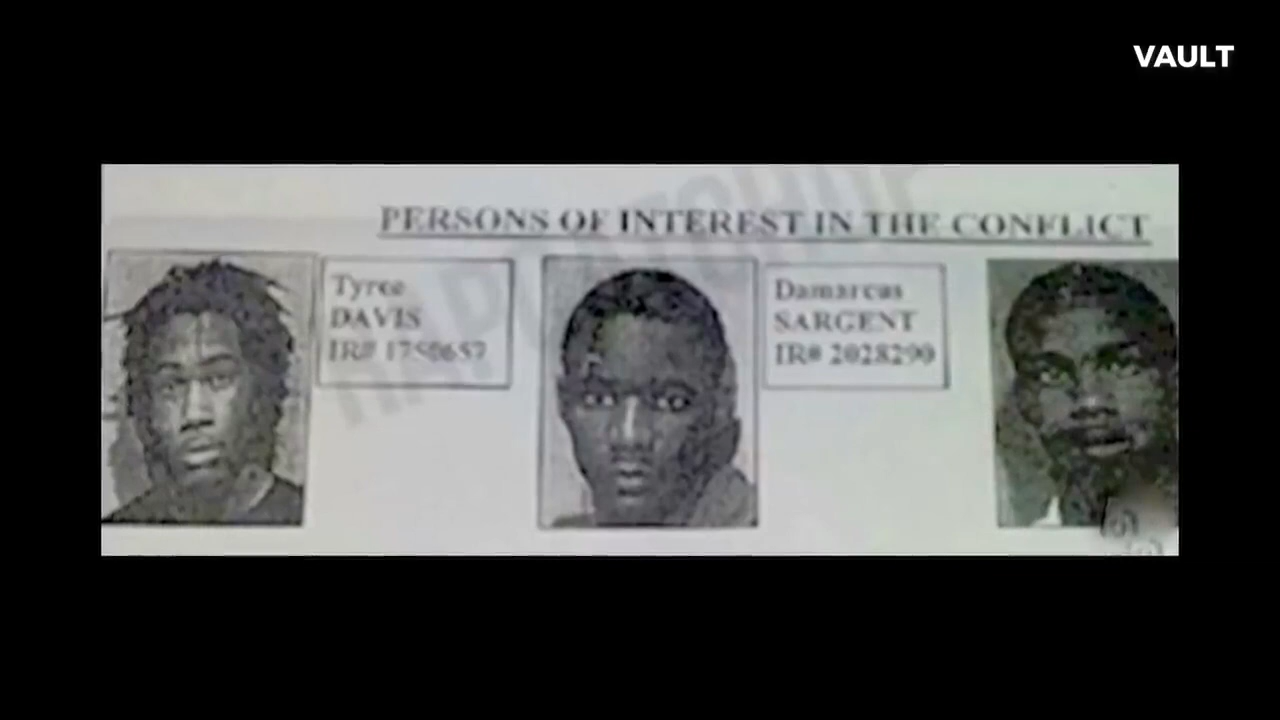 VAULT
PERSONS OF INTEREST IN THE CONFLICT
Tyree
DAVIS
IR# 1750657
Damarcus
SARGENT
IR# 2028290